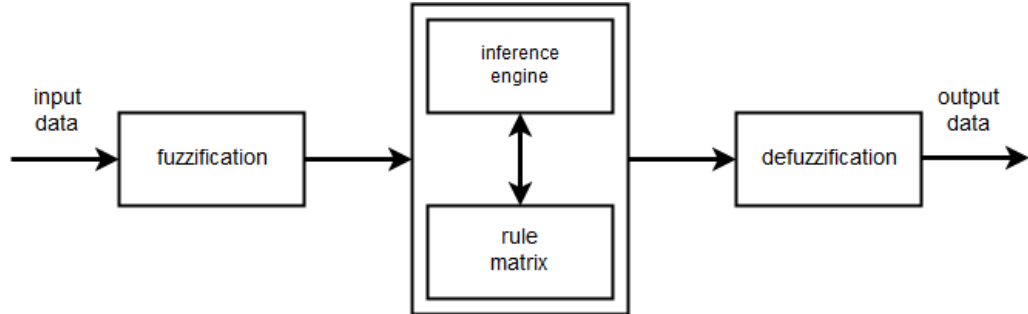 input
data
fuzzification
inference
engine
rule
matrix
defuzzification
output
data